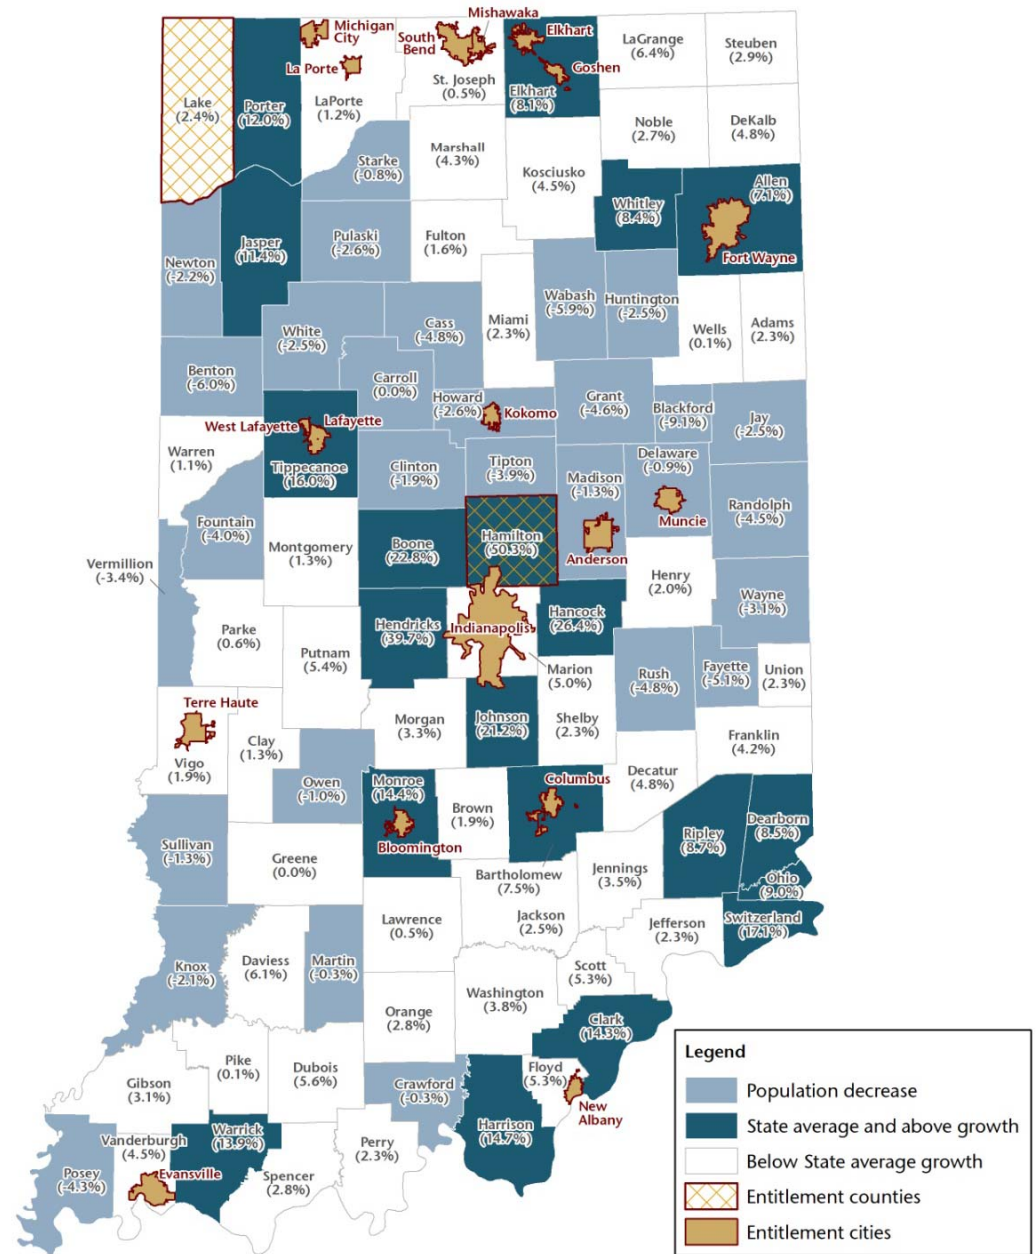 Michigan
City
Mishawaka
South
Bend
Elkhart
Goshen
La Porte
LaPorte
(1.2%)
St. Joseph
(0.5%)
Elkhart
(8.1%)
LaGrange
(6.4%)
Steuben
(2.9%)
Lake
(2.4%)
Porter
(12.0%)
Noble
(2.7%)
DeKalb
(4.8%)
Starke
(-0.8%)
Marshall
(4.3%)
Kosciusko
(4.5%)
Whitley
(8.4%)
Allen
(7.1%)
Fort Wayne
Newton
(-2.2%)
Jasper
(11.4%)
Pulaski
(-2.6%)
Fulton
(1.6%)
Wabash
(-5.9%)
Huntington
(-2.5%)
Miami
(2.3%)
Wells
(0.1%)
Adams
(2.3%)
White
(-2.5%)
Cass
(-4.8%)
Benton
(-6.0%)
Carroll
(0.0%)
Howard
(-2.6%)
Kokomo
Grant
(-4.6%)
Blackford
(-9.1%)
Jay
(-2.5%)
West Lafayette
Lafayette
Tippecanoe
(16.0%)
Warren
(1.1%)
Clinton
(-1.9%)
Tipton
(-3.9%)
Madison
(-1.3%)
Anderson
Delaware
(-0.9%)
Muncie
Randolph
(-4.5%)
Fountain
(-4.0%)
Montgomery
(1.3%)
Boone
(22.8%)
Hamilton
(50.3%)
Vermillion
(-3.4%)
Henry
(2.0%)
Wayne
(-3.1%)
Parke
(0.6%)
Putnam
(5.4%)
Hendricks
(39.7%)
Indianapolis
Marion
(5.0%)
Hancock
(26.4%)
Rush
(-4.8%)
Fayette
(-5.1%)
Union
(2.3%)
Terre Haute
Vigo
(1.9%)
Clay
(1.3%)
Morgan
(3.3%)
Johnson
(21.2%)
Shelby
(2.3%)
Franklin
(4.2%)
Decatur
(4.8%)
Owen
(-1.0%)
Monroe
(14.4%)
Bloomington
Brown
(1.9%)
Columbus
Bartholomew
(7.5%)
Ripley
(8.7%)
Dearborn
(8.5%)
Ohio
(9.0%)
Switzerland
(17.1%)
Sullivan
(-1.3%)
Greene
(0.0%)
Jennings
(3.5%)
Lawrence
(0.5%)
Jackson
(2.5%)
Jefferson
(2.3%)
Knox
(-2.1%)
Daviess
(6.1%)
Martin
(-0.3%)
Scott
(5.3%)
Washington
(3.8%)
Orange
(2.8%)
Clark
(14.3%)
Gibson
(3.1%)
Pike
(0.1%)
Dubois
(5.6%)
Crawford
(-0.3%)
Floyd
(5.3%)
New
Albany
Harrison
(14.7%)
Posey
(-4.3%)
Vanderburgh
(4.5%)
Evansville
Warrick
(13.9%)
Spencer
(2.8%)
Perry
(2.3%)
Legend
Population decrease
State average and above growth
Below State average growth
Entitlement counties
Entitlement cities